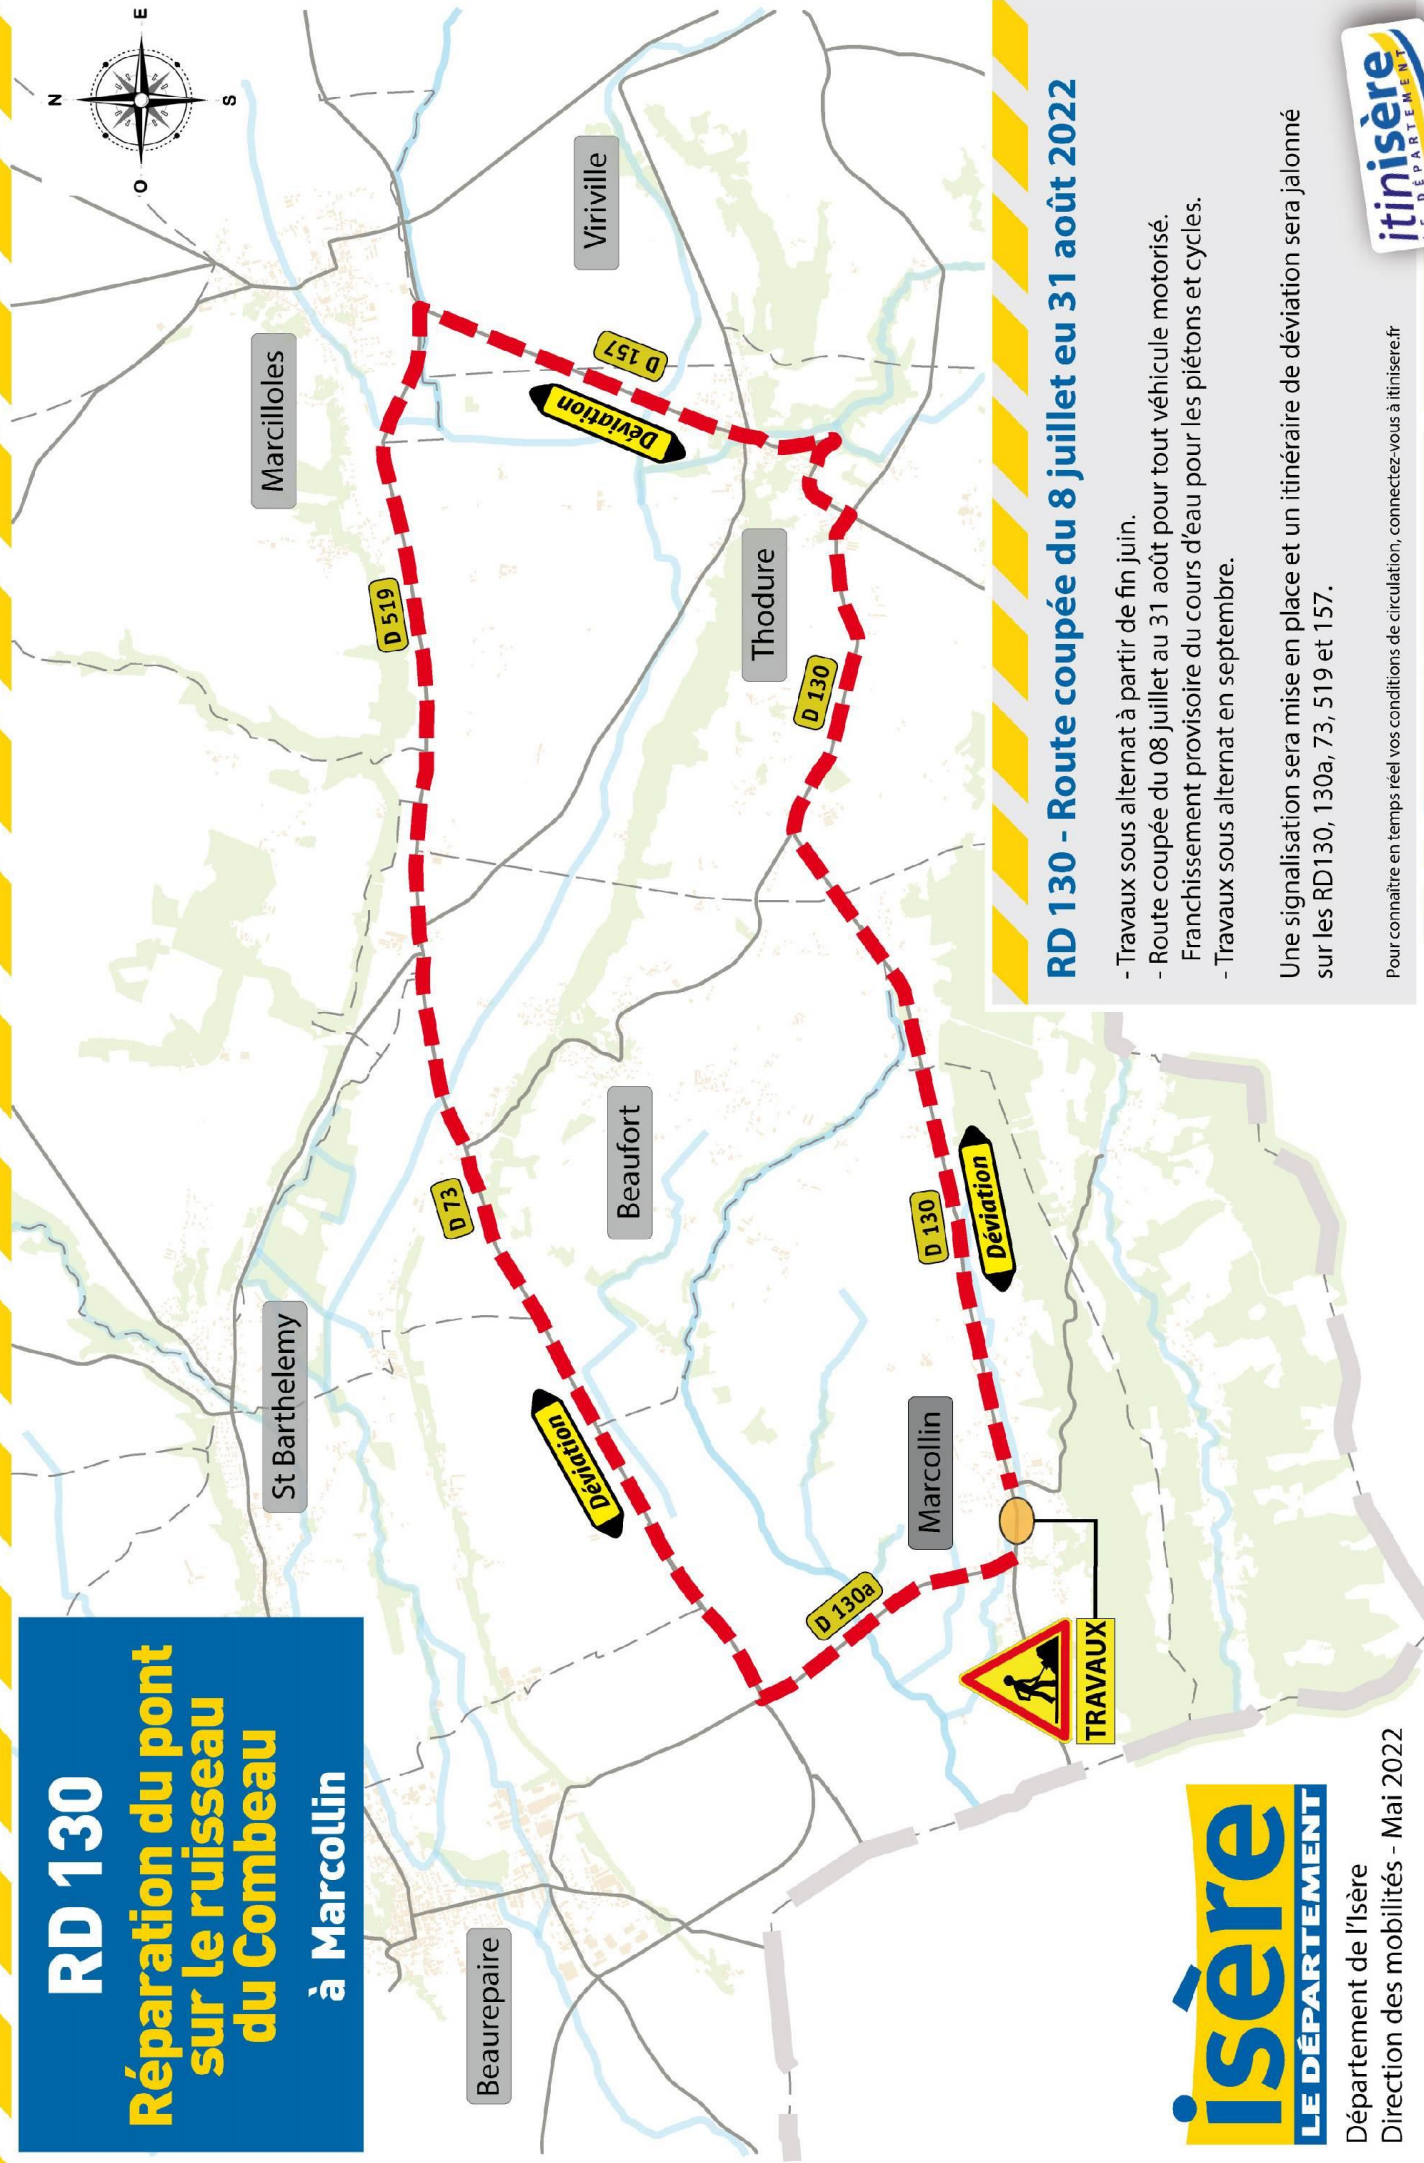 RD 130
Réparation du pont
sur le ruisseau
du Combeau
à Marcollin
N
E
S
O
Marcilloles
Viriville
D 519
D 157
Déviation
Thodure
D 130
D 73
Beaufort
St Barthelemy
Déviation
D 130
Déviation
Marcollin
D 130a
TRAVAUX
Beaurepaire
RD 130 - Route coupée du 8 juillet eu 31 août 2022
- Travaux sous alternat à partir de fin juin.
- Route coupée du 08 juillet au 31 août pour tout véhicule motorisé.
Franchissement provisoire du cours d'eau pour les piétons et cycles.
- Travaux sous alternat en septembre.
Une signalisation sera mise en place et un itinéraire de déviation sera jalonné
sur les RD130, 130a, 73, 519 et 157.
Pour connaître en temps réel vos conditions de circulation, connectez-vous à itinisere.fr
itinisère
DÉPARTEMENT
isère
LE DÉPARTEMENT
Département de l'Isère
Direction des mobilités - Mai 2022